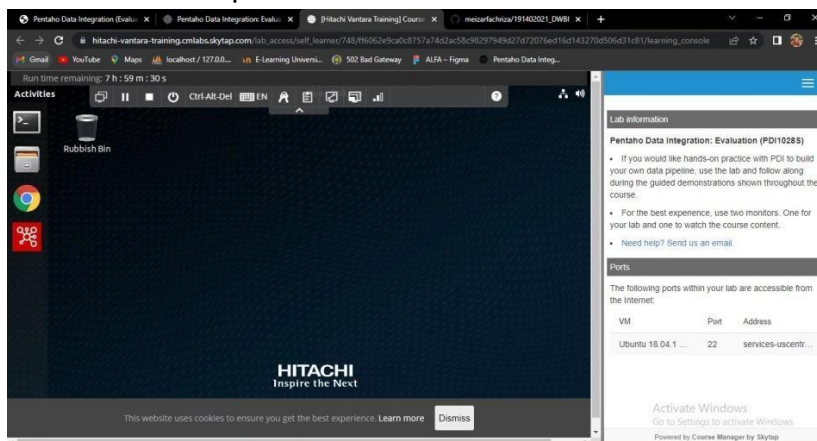 Pentaho Data Integration (Evalua
Pentaho Data Integration: Evalua
[Hitachi Vantara Training] Course
meizarfachriza/191402021_DWBI
hitachi-vantara-training.cmlabs.skytap.com/lab_access/self_learner/748/ff6062e9ca0c8757a74d2ac58c98297949d27d72076ed16d143270d506d31c81/learning_console
Gmail
YouTube
Maps
localhost / 127.0.0...
E-Learning Universi...
502 Bad Gateway
ALFA – Figma
Pentaho Data Integ...
Run time remaining: 7 h : 59 m : 30 s
Activities
Ctrl-Alt-Del
EN
Rubbish Bin
HITACHI
Inspire the Next
This website uses cookies to ensure you get the best experience. Learn more
Dismiss
Lab information
Pentaho Data Integration: Evaluation (PDI1028S)
• If you would like hands-on practice with PDI to build
your own data pipeline, use the lab and follow along
during the guided demonstrations shown throughout the
course.
• For the best experience, use two monitors. One for
your lab and one to watch the course content.
• Need help? Send us an email.
Ports
The following ports within your lab are accessible from
the Internet:
VM Port Address
Ubuntu 18.04.1 ... 22 services-uscentr...
Activate Windows
Go to Settings to activate Windows.
Powered by Course Manager by Skytap